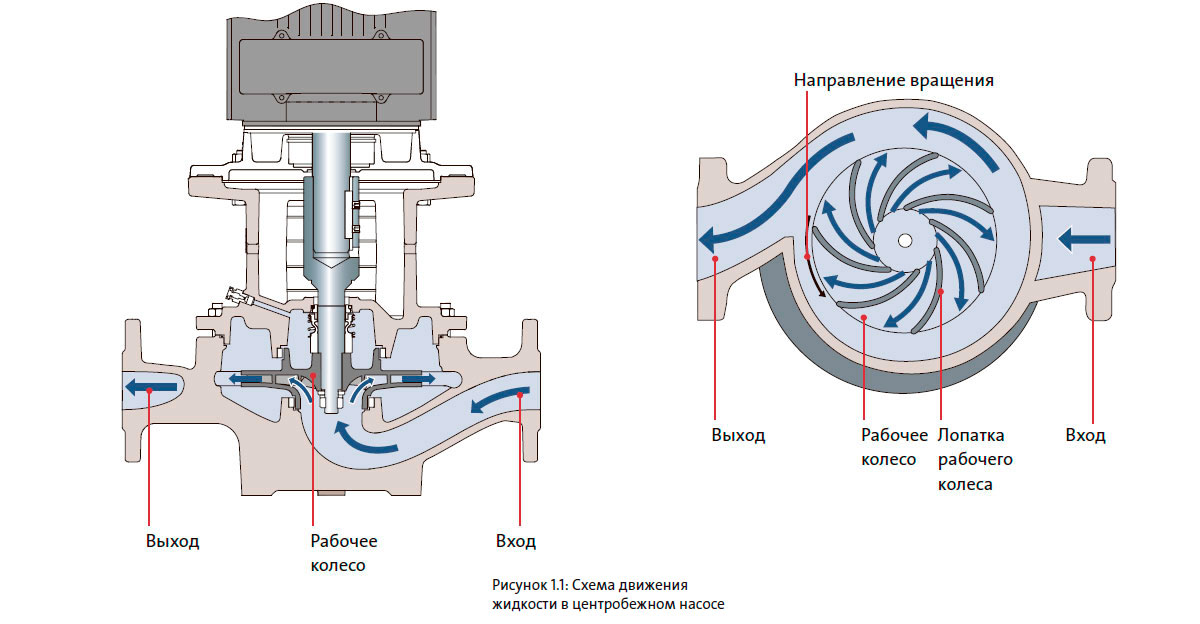 Направление вращения
Выход
Рабочее
колесо
Лопатка
рабочего
колеса
Вход
Выход
Рабочее
колесо
Вход
Рисунок 1.1: Схема движения
жидкости в центробежном насосе